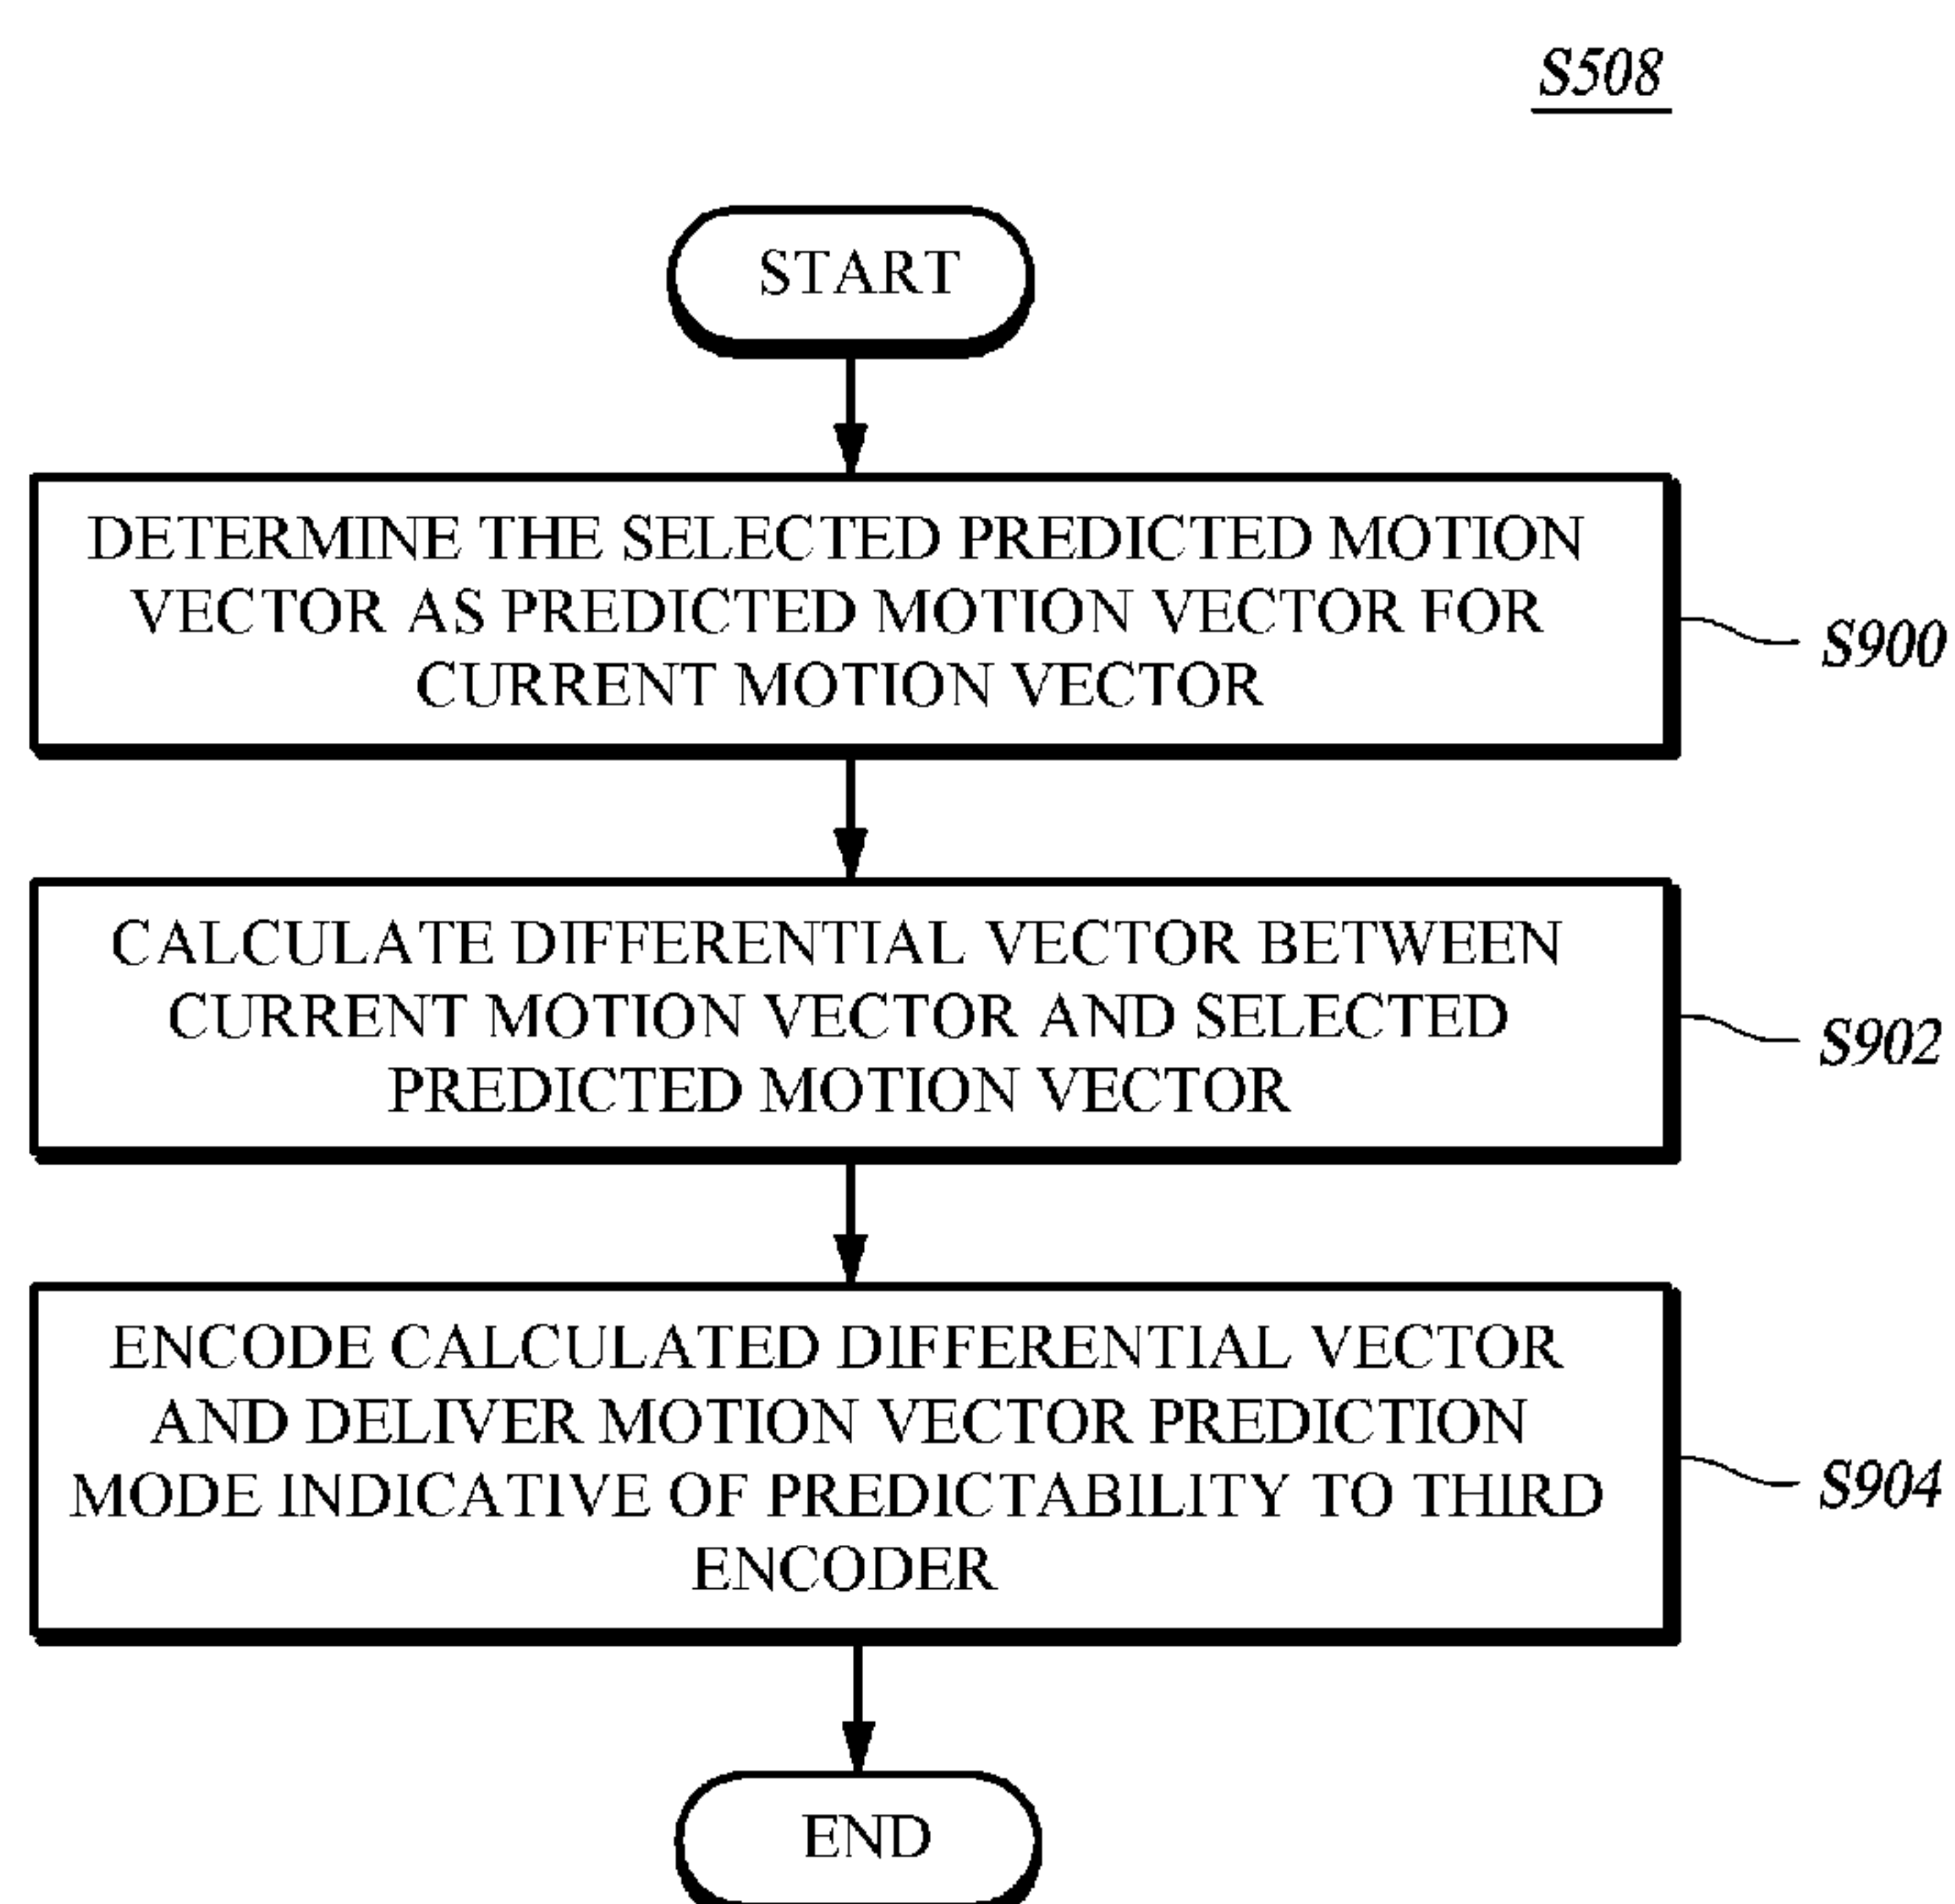 S508
START
DETERMINE THE SELECTED PREDICTED MOTION
VECTOR AS PREDICTED MOTION VECTOR FOR
CURRENT MOTION VECTOR
S900
CALCULATE DIFFERENTIAL VECTOR BETWEEN
CURRENT MOTION VECTOR AND SELECTED
PREDICTED MOTION VECTOR
S902
ENCODE CALCULATED DIFFERENTIAL VECTOR
AND DELIVER MOTION VECTOR PREDICTION
MODE INDICATIVE OF PREDICTABILITY TO THIRD
ENCODER
S904
END